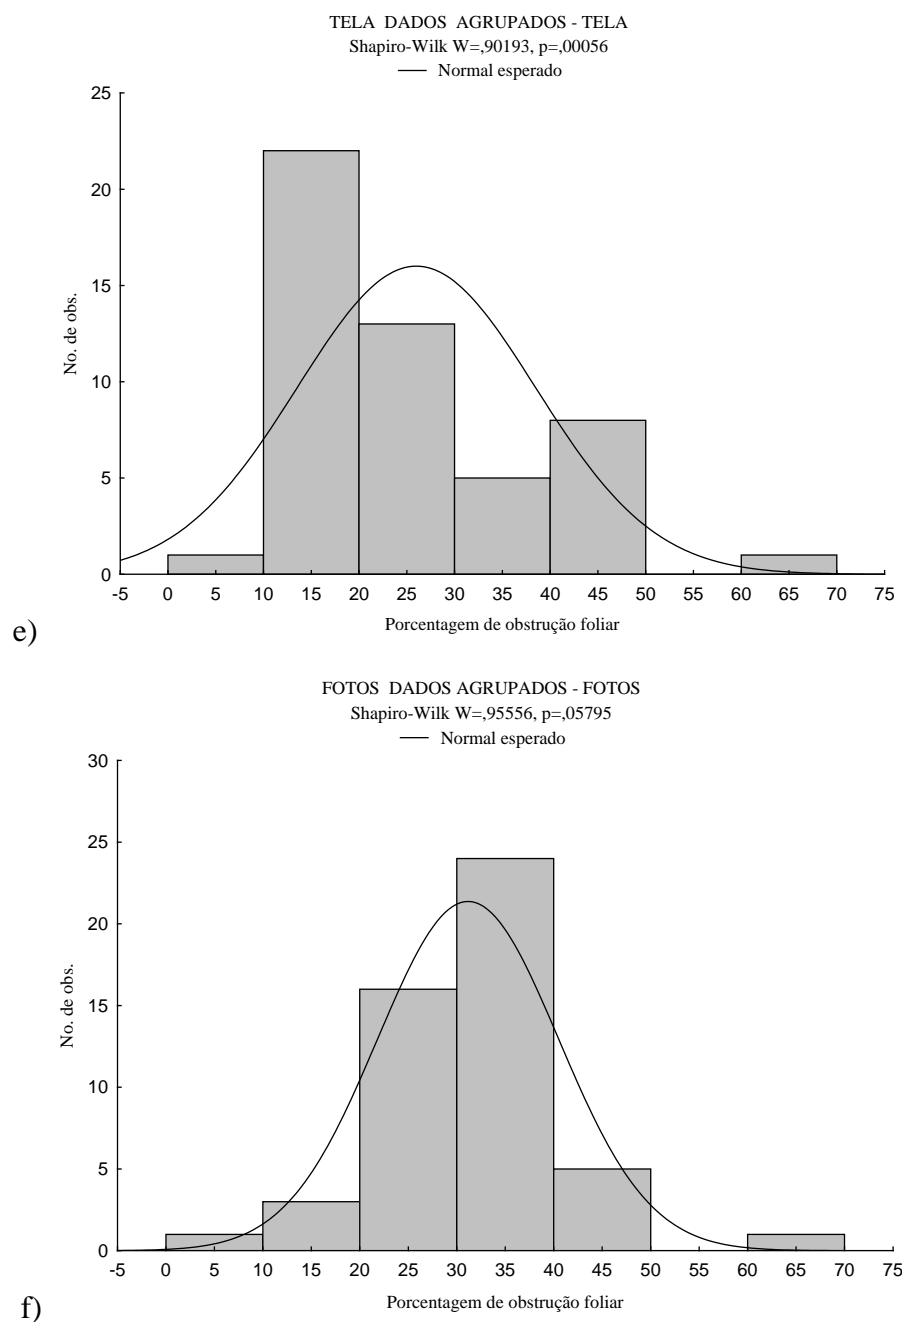 TELA  DADOS  AGRUPADOS - TELA
Shapiro-Wilk W=,90193, p=,00056
Normal esperado
25
20
15
10
5
0
No. de obs.
-5 0 5 10 15 20 25 30 35 40 45 50 55 60 65 70 75
Porcentagem de obstrução foliar
e)
FOTOS  DADOS AGRUPADOS - FOTOS
Shapiro-Wilk W=,95556, p=,05795
Normal esperado
30
25
20
15
10
5
0
No. de obs.
-5 0 5 10 15 20 25 30 35 40 45 50 55 60 65 70 75
Porcentagem de obstrução foliar
f)